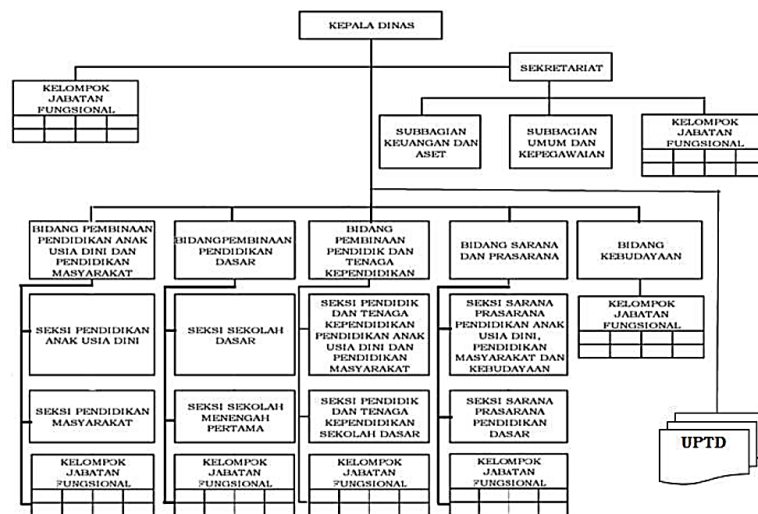 KEPALA DINAS
SEKRETARIAT
KELOMPOK
JABATAN
FUNGSIONAL
SUBBAGIAN
KEUANGAN DAN
ASET
SUBBAGIAN
UMUM DAN
KEPEGAWAIAN
KELOMPOK
JABATAN
FUNGSIONAL
BIDANG PEMBINAAN
PENDIDIKAN ANAK
USIA DINI DAN
PENDIDIKAN
MASYARAKAT
BIDANGPEMBINAAN
PENDIDIKAN
DASAR
BIDANG
PEMBINAAN
PENDIDIK DAN
TENAGA
KEPENDIDIKAN
BIDANG SARANA
DAN PRASARANA
BIDANG
KEBUDAYAAN
SEKSI PENDIDIKAN
ANAK USIA DINI
SEKSI SEKOLAH
DASAR
SEKSI PENDIDIK
DAN TENAGA
KEPENDIDIKAN
PENDIDIKAN ANAK
USIA DINI DAN
PENDIDIKAN
MASYARAKAT
SEKSI SARANA
PRASARANA
PENDIDIKAN ANAK
USIA DINI,
PENDIDIKAN
MASYARAKAT DAN
KEBUDAYAAN
KELOMPOK
JABATAN
FUNGSIONAL
SEKSI PENDIDIKAN
MASYARAKAT
SEKSI SEKOLAH
MENENGAH
PERTAMA
SEKSI PENDIDIK
DAN TENAGA
KEPENDIDIKAN
SEKOLAH DASAR
SEKSI SARANA
PRASARANA
PENDIDIKAN
DASAR
UPTD
KELOMPOK
JABATAN
FUNGSIONAL
KELOMPOK
JABATAN
FUNGSIONAL
KELOMPOK
JABATAN
FUNGSIONAL
KELOMPOK
JABATAN
FUNGSIONAL